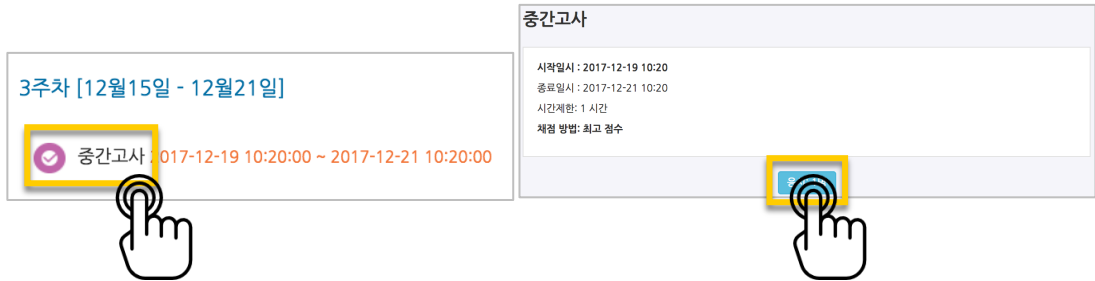 3주차 [12월15일 - 12월21일]
중간고사 2017-12-19 10:20:00 ~ 2017-12-21 10:20:00
중간고사
시작일시 : 2017-12-19 10:20
종료일시 : 2017-12-21 10:20
시간제한: 1 시간
채점 방법: 최고 점수